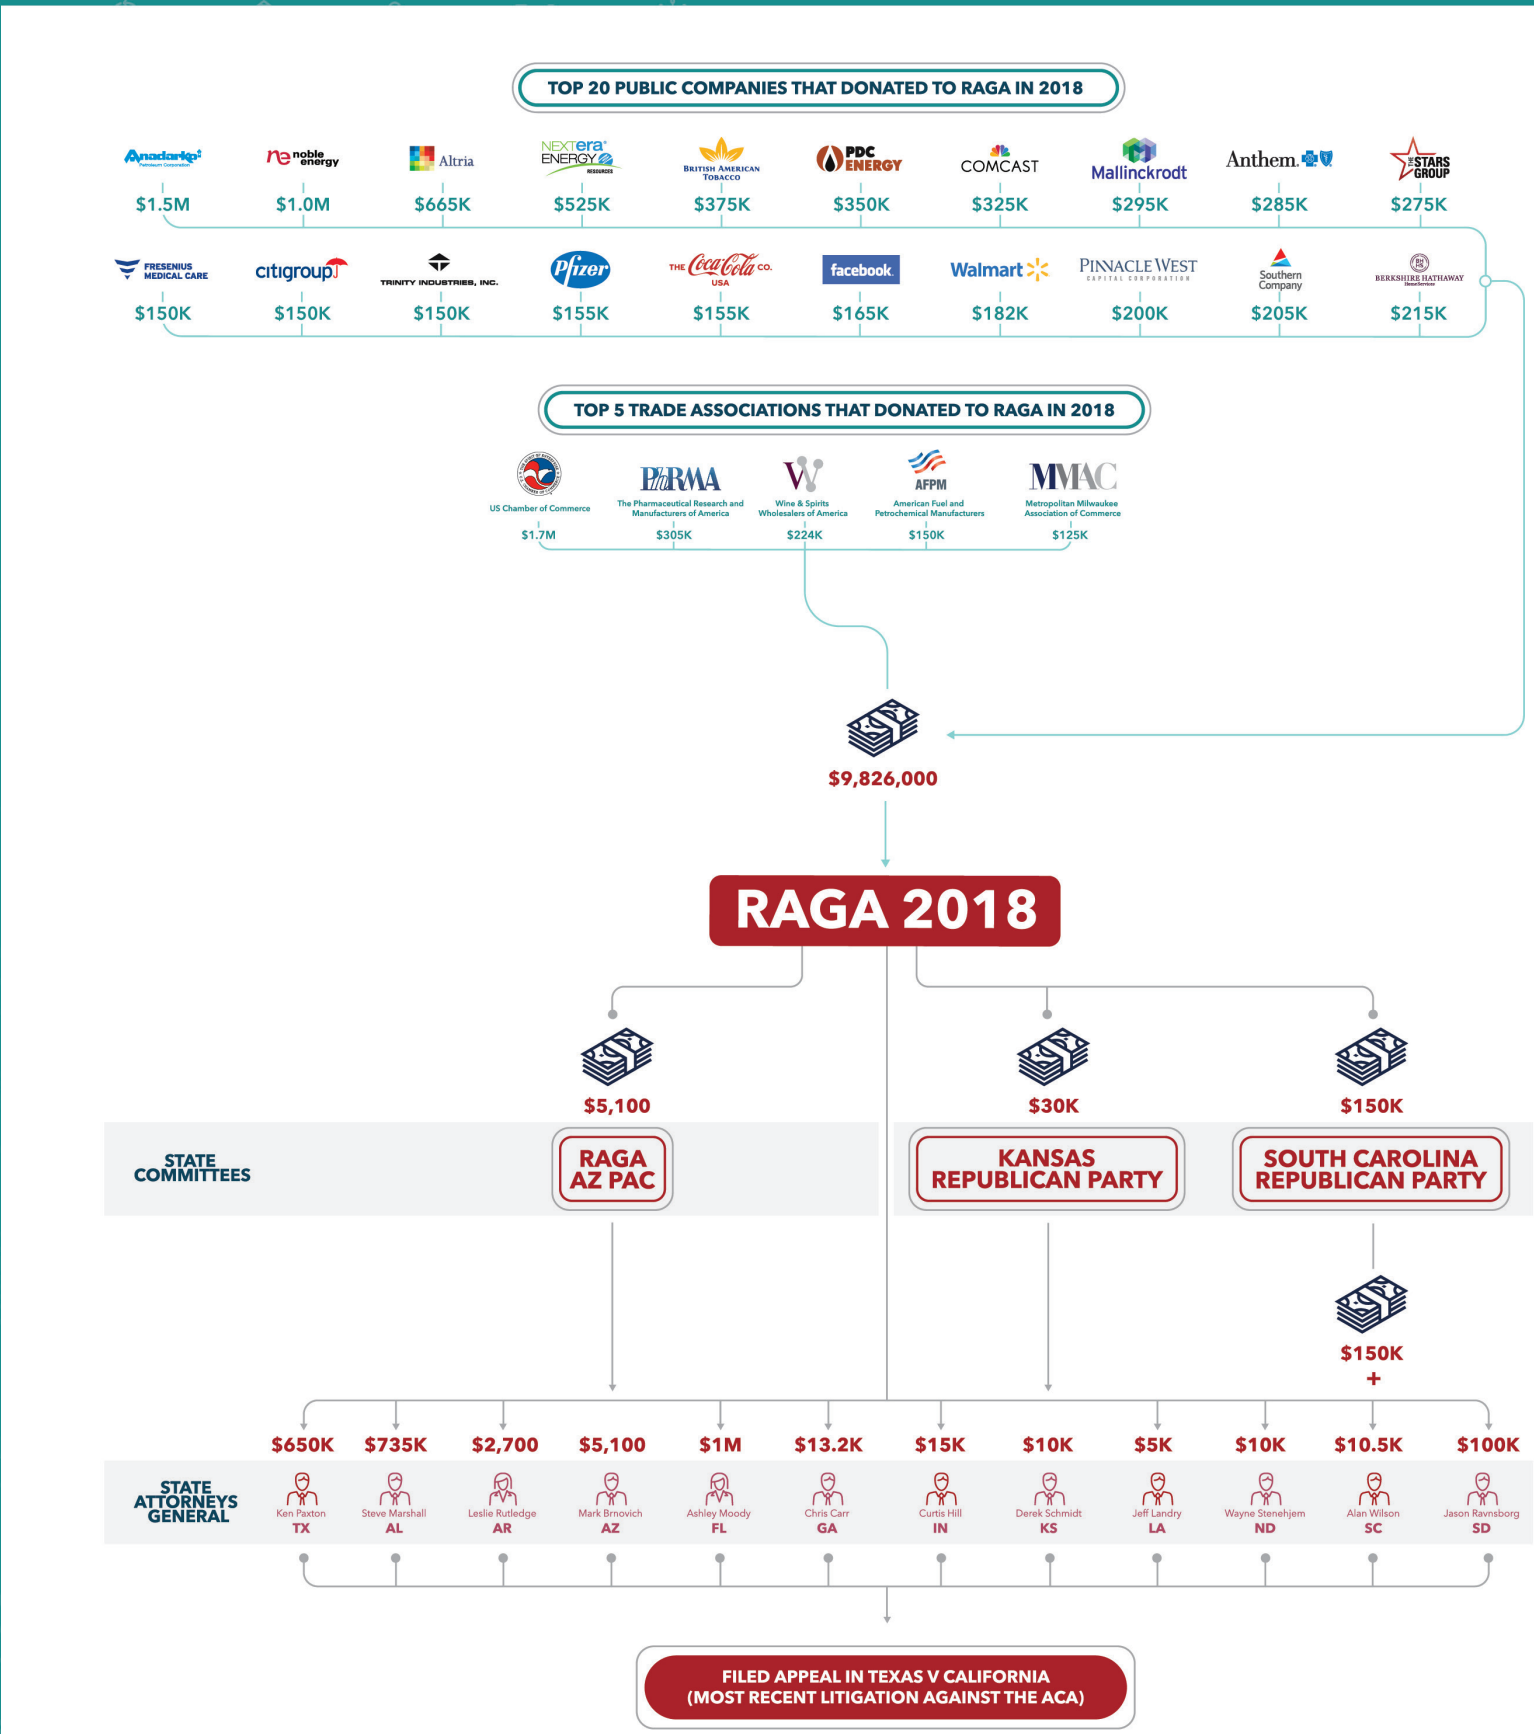 TOP 20 PUBLIC COMPANIES THAT DONATED TO RAGA IN 2018
Anadarko
Petroleum Corporation
ne noble
energy
Altria
NEXTera
ENERGY
RESOURCES
BRITISH AMERICAN
TOBACCO
PDC
ENERGY
COMCAST
Mallinckrodt
Anthem.
THE STARS
GROUP
$1.5M $1.0M $665K $525K $375K $350K $325K $295K $285K $275K
FRESENIUS
MEDICAL CARE
citigroup
TRINITY INDUSTRIES, INC.
Pfizer
THE Coca-Cola CO.
USA
facebook.
Walmart
PINNACLE WEST
CAPITAL CORPORATION
Southern
Company
BH
HS
BERKSHIRE HATHAWAY
HomeServices
$150K $150K $150K $155K $155K $165K $182K $200K $205K $215K
TOP 5 TRADE ASSOCIATIONS THAT DONATED TO RAGA IN 2018
PhRMA
W
AFPM
MMAC
US Chamber of Commerce
The Pharmaceutical Research and
Manufacturers of America
Wine & Spirits
Wholesalers of America
American Fuel and
Petrochemical Manufacturers
Metropolitan Milwaukee
Association of Commerce
$1.7M $305K $224K $150K $125K
$9,826,000
RAGA 2018
$5,100 $30K $150K
STATE
COMMITTEES
RAGA
AZ PAC
KANSAS
REPUBLICAN PARTY
SOUTH CAROLINA
REPUBLICAN PARTY
$150K
+
$650K $735K $2,700 $5,100 $1M $13.2K $15K $10K $5K $10K $10.5K $100K
STATE
ATTORNEYS
GENERAL
Ken Paxton Steve Marshall Leslie Rutledge Mark Brnovich Ashley Moody Chris Carr Curtis Hill Derek Schmidt Jeff Landry Wayne Stenehjem Alan Wilson Jason Ravnsborg
TX AL AR AZ FL GA IN KS LA ND SC SD
FILED APPEAL IN TEXAS V CALIFORNIA
(MOST RECENT LITIGATION AGAINST THE ACA)